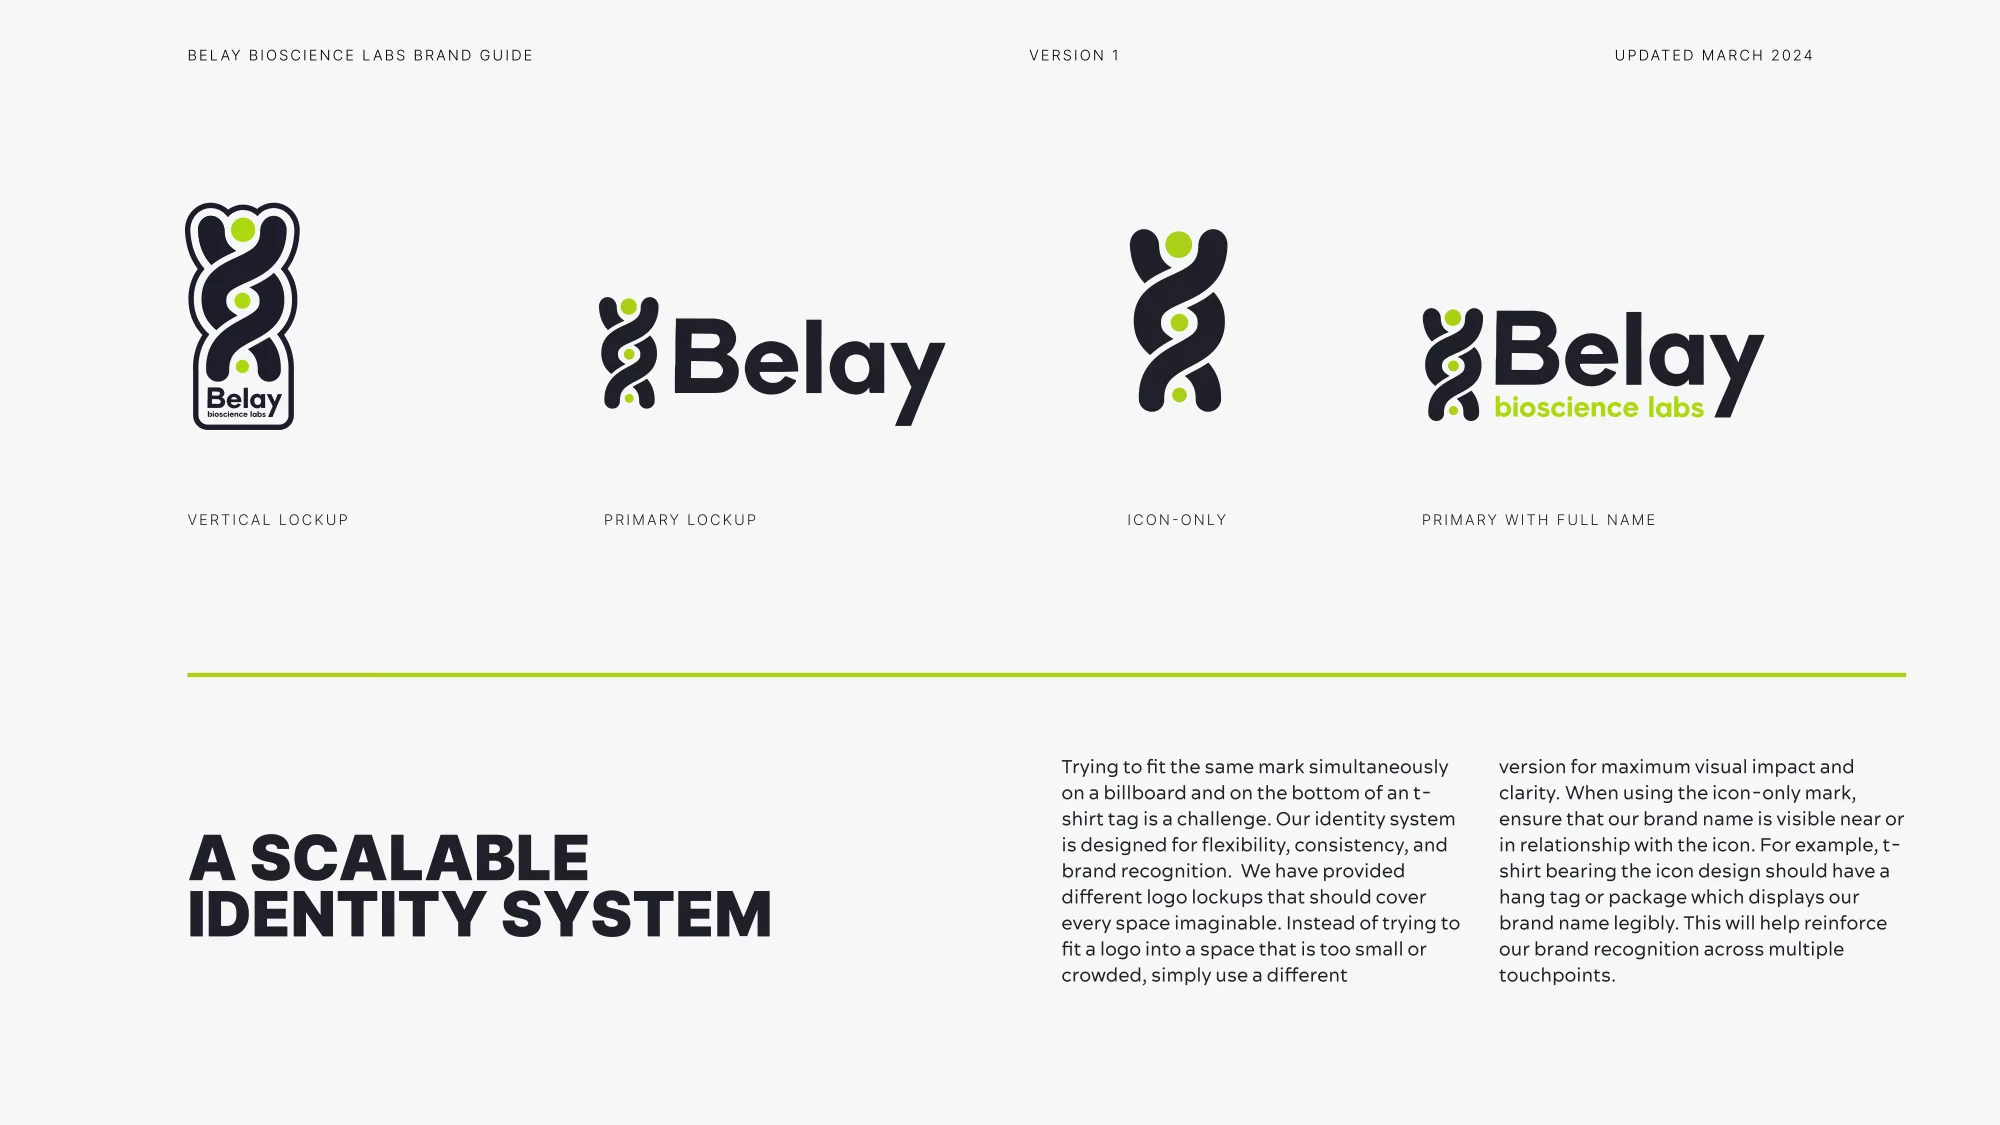 BELAY BIOSCIENCE LABS BRAND GUIDE
VERSION 1
UPDATED MARCH 2024
Belay
bioscience labs
Belay
Belay
bioscience labs
VERTICAL LOCKUP
PRIMARY LOCKUP
ICON-ONLY
PRIMARY WITH FULL NAME
A SCALABLE
IDENTITY SYSTEM
Trying to fit the same mark simultaneously
on a billboard and on the bottom of an t-
shirt tag is a challenge. Our identity system
is designed for flexibility, consistency, and
brand recognition.  We have provided
different logo lockups that should cover
every space imaginable. Instead of trying to
fit a logo into a space that is too small or
crowded, simply use a different
version for maximum visual impact and
clarity. When using the icon-only mark,
ensure that our brand name is visible near or
in relationship with the icon. For example, t-
shirt bearing the icon design should have a
hang tag or package which displays our
brand name legibly. This will help reinforce
our brand recognition across multiple
touchpoints.